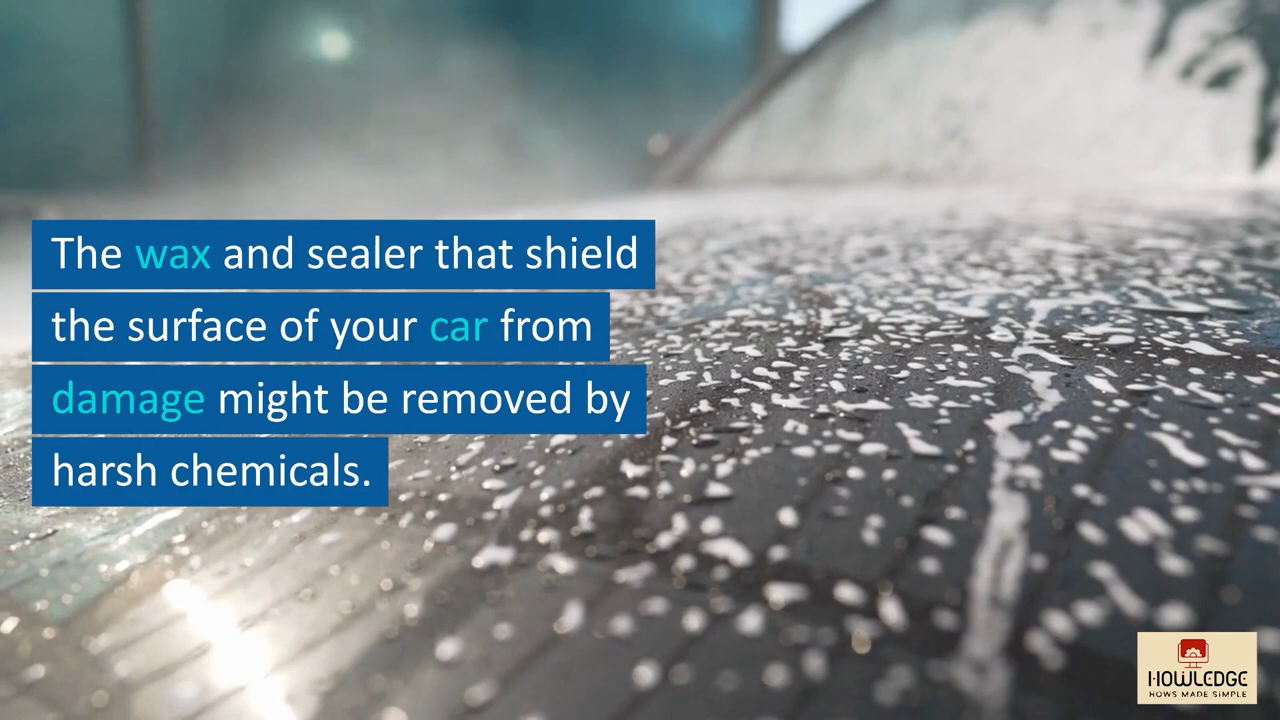 The wax and sealer that shield
the surface of your car from
damage might be removed by
harsh chemicals.
HOWLEDGE
HOWS MADE SIMPLE